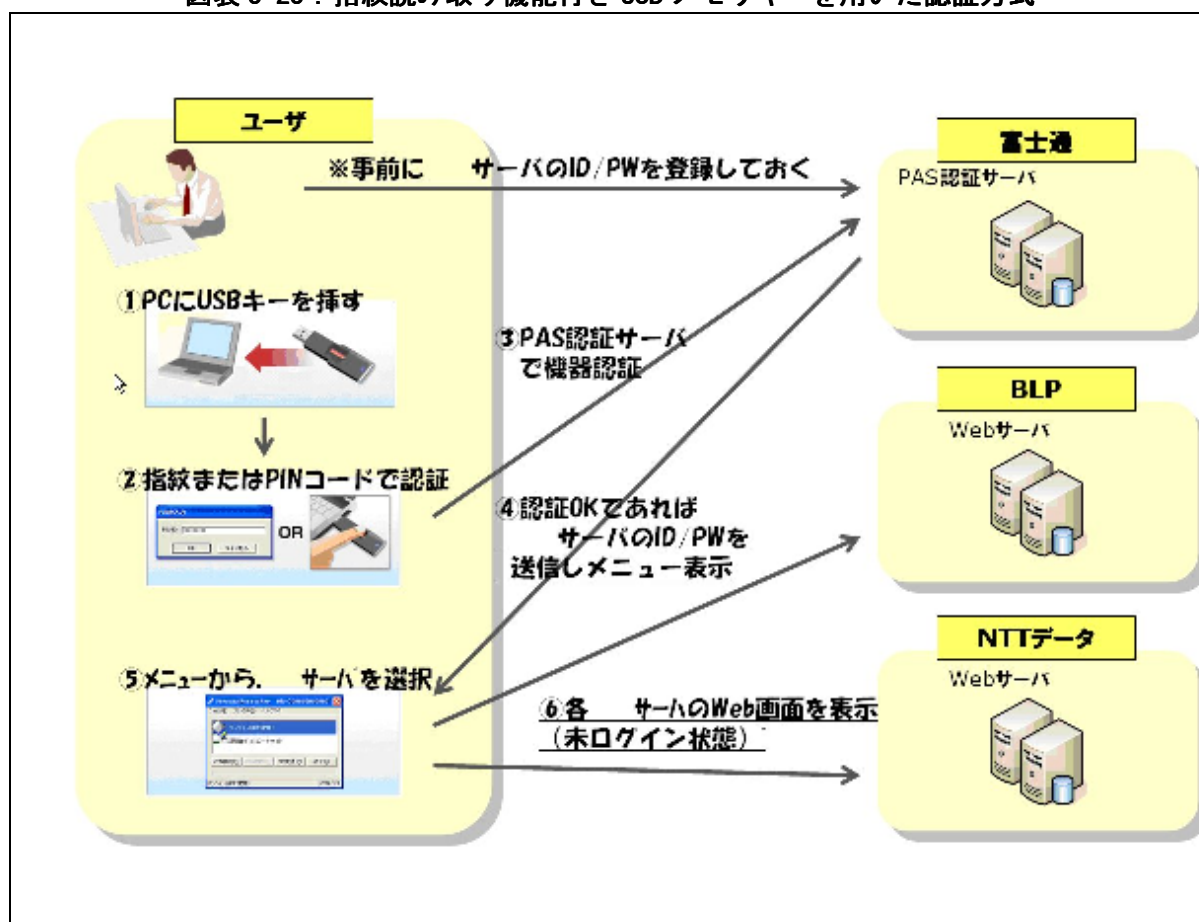 ユーザ
※事前に サーバのID/PWを登録しておく
富士通
PAS認証サーバ
①PCにUSBキーを挿す
③PAS認証サーバ
で機器認証
BLP
Webサーバ
②指紋またはPINコードで認証
OR
④認証OKであれば
サーバのID/PWを
送信しメニュー表示
NTTデータ
Webサーバ
⑤メニューから、 サーバを選択
⑥各 サーバのWeb画面を表示
（未ログイン状態）